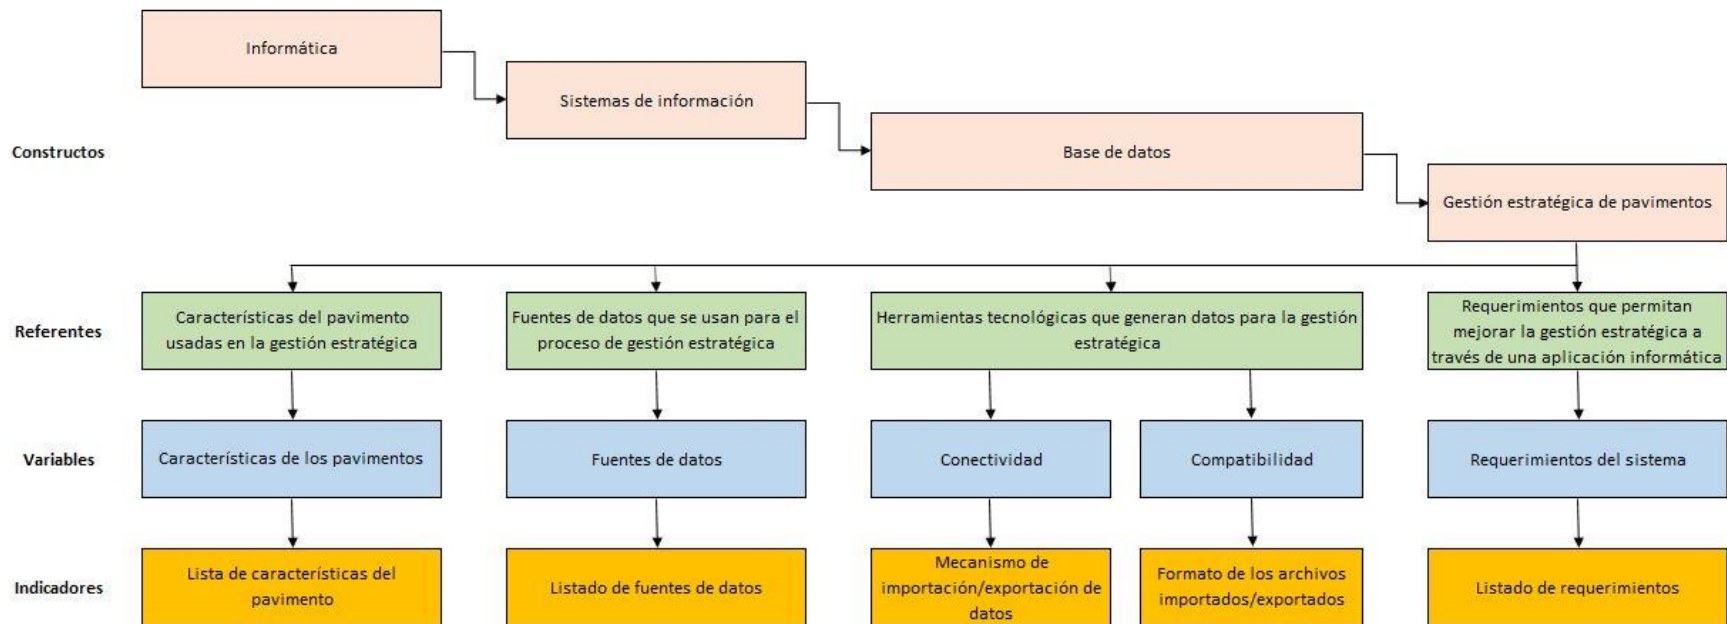 Informática
Sistemas de información
Constructos
Base de datos
Gestión estratégica de pavimentos
Referentes
Características del pavimento
usadas en la gestión estratégica
Fuentes de datos que se usan para el
proceso de gestión estratégica
Herramientas tecnológicas que generan datos para la gestión
estratégica
Requerimientos que permitan
mejorar la gestión estratégica a
través de una aplicación informática
Variables
Características de los pavimentos
Fuentes de datos
Conectividad
Compatibilidad
Requerimientos del sistema
Indicadores
Lista de características del
pavimento
Listado de fuentes de datos
Mecanismo de
importación/exportación de
datos
Formato de los archivos
importados/exportados
Listado de requerimientos